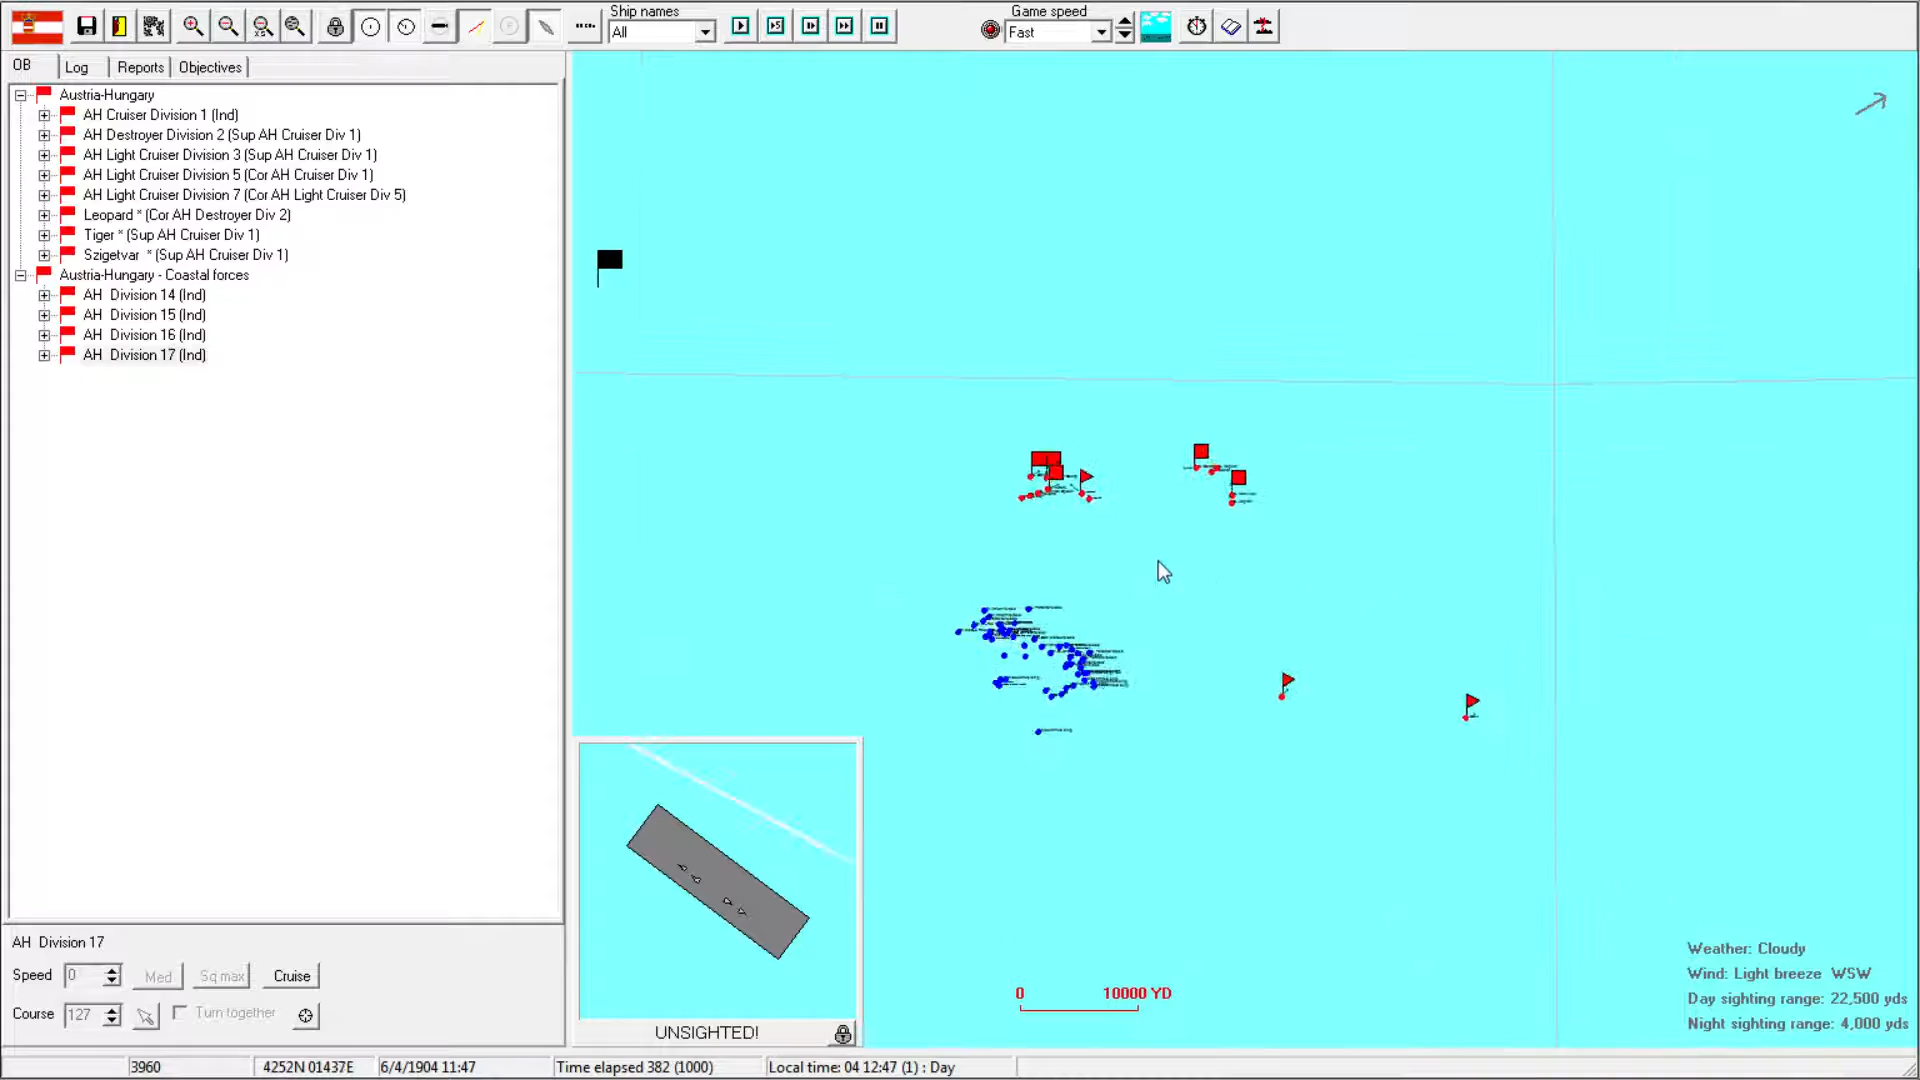 Ship names
All
Game speed
Fast
OB
Log
Reports
Objectives
Austria-Hungary
AH Cruiser Division 1 (Ind)
AH Destroyer Division 2 (Sup AH Cruiser Div 1)
AH Light Cruiser Division 3 (Sup AH Cruiser Div 1)
AH Light Cruiser Division 5 (Cor AH Cruiser Div 1)
AH Light Cruiser Division 7 (Cor AH Light Cruiser Div 5)
Leopard * (Cor AH Destroyer Div 2)
Tiger * (Sup AH Cruiser Div 1)
Szigetvar * (Sup AH Cruiser Div 1)
Austria-Hungary - Coastal forces
AH Division 14 (Ind)
AH Division 15 (Ind)
AH Division 16 (Ind)
AH Division 17 (Ind)
AH Division 17
Speed 0 Med Sq max Cruise
Course 127 Turn together
UNSIGHTED!
0 10000 YD
Weather: Cloudy
Wind: Light breeze WSW
Day sighting range: 22,500 yds
Night sighting range: 4,000 yds
3960
4252N 01437E
6/4/1904 11:47
Time elapsed 382 (1000)
Local time: 04 12:47 (1) : Day